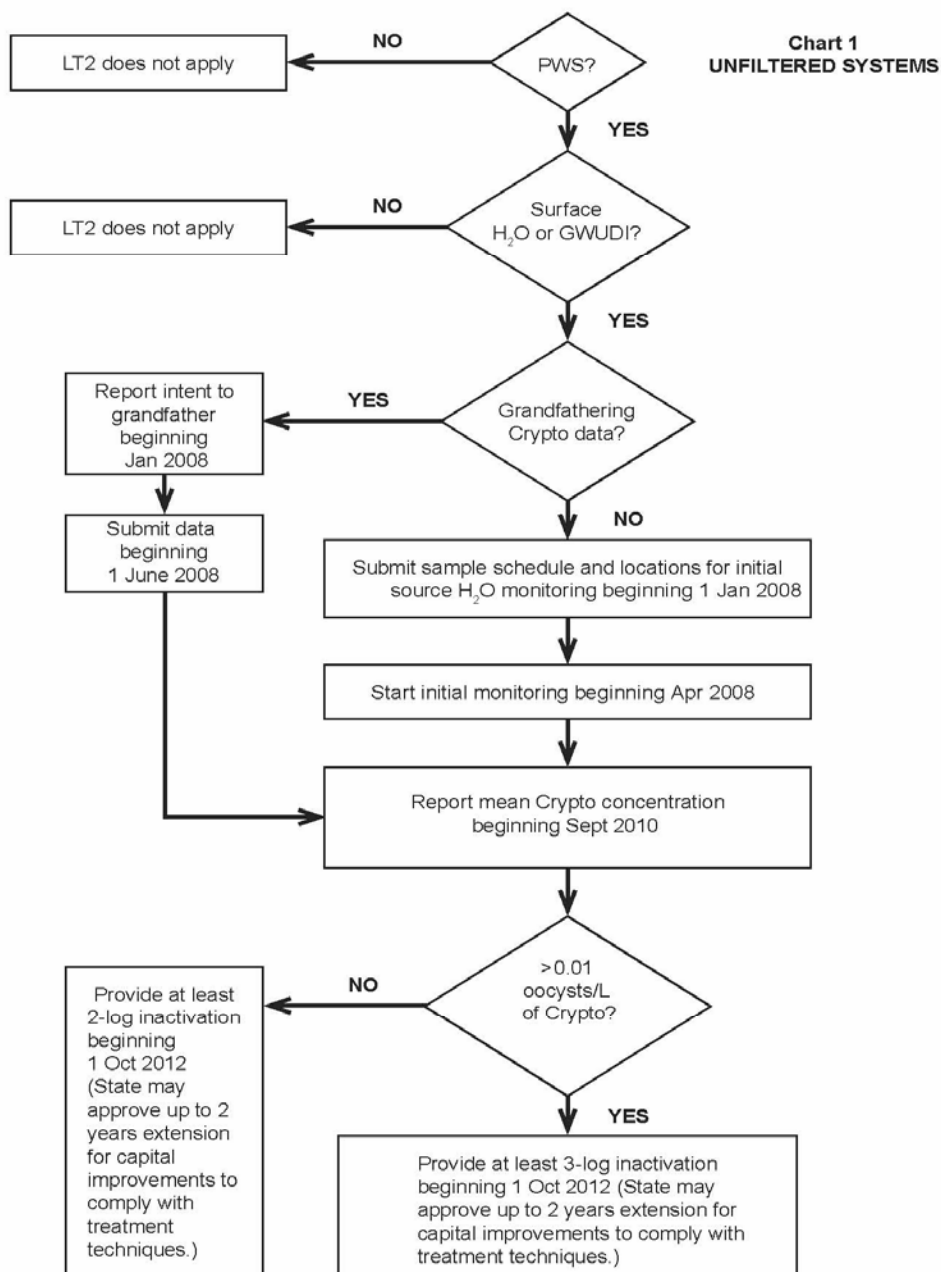 Chart 1
UNFILTERED SYSTEMS
PWS?
NO
LT2 does not apply
YES
Surface
H₂O or GWUDI?
NO
LT2 does not apply
YES
Grandfathering
Crypto data?
YES
Report intent to
grandfather
beginning
Jan 2008
Submit data
beginning
1 June 2008
NO
Submit sample schedule and locations for initial
source H₂O monitoring beginning 1 Jan 2008
Start initial monitoring beginning Apr 2008
Report mean Crypto concentration
beginning Sept 2010
>0.01
oocysts/L
of Crypto?
NO
Provide at least
2-log inactivation
beginning
1 Oct 2012
(State may
approve up to 2
years extension
for capital
improvements to
comply with
treatment
techniques.)
YES
Provide at least 3-log inactivation
beginning 1 Oct 2012 (State may
approve up to 2 years extension for
capital improvements to comply with
treatment techniques.)